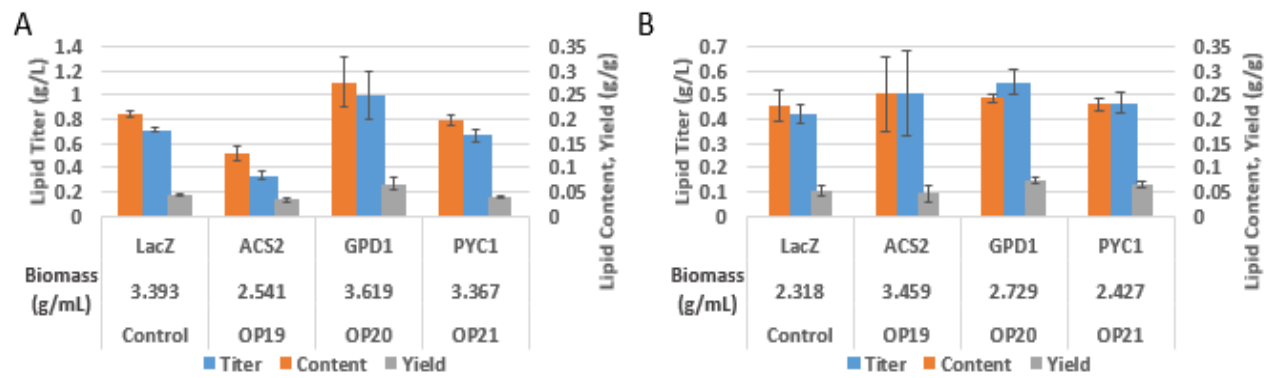 A
Lipid Titer (g/L)
1.4
1.2
1
0.8
0.6
0.4
0.2
0
0.35
0.3
0.25
0.2
0.15
0.1
0.05
0
Lipid Content, Yield (g/g)
LacZ ACS2 GPD1 PYC1
Biomass
(g/mL)
3.393 2.541 3.619 3.367
Control OP19 OP20 OP21
Titer Content Yield
B
Lipid Titer (g/L)
0.7
0.6
0.5
0.4
0.3
0.2
0.1
0
0.35
0.3
0.25
0.2
0.15
0.1
0.05
0
Lipid Content, Yield (g/g)
LacZ ACS2 GPD1 PYC1
Biomass
(g/mL)
2.318 3.459 2.729 2.427
Control OP19 OP20 OP21
Titer Content Yield